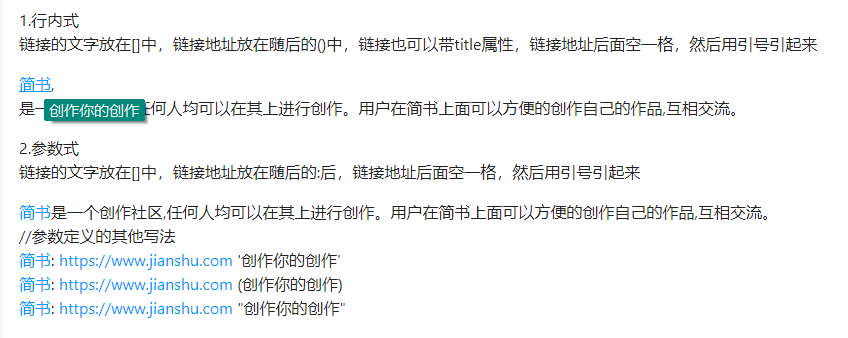 1.行内式
链接的文字放在[]中，链接地址放在随后的()中，链接也可以带title属性，链接地址后面空一格，然后用引号引起来
简书,
是一 创作你的创作 任何人均可以在其上进行创作。用户在简书上面可以方便的创作自己的作品,互相交流。
2.参数式
链接的文字放在[]中，链接地址放在随后的:后，链接地址后面空一格，然后用引号引起来
简书是一个创作社区,任何人均可以在其上进行创作。用户在简书上面可以方便的创作自己的作品,互相交流。
//参数定义的其他写法
简书: https://www.jianshu.com '创作你的创作'
简书: https://www.jianshu.com (创作你的创作)
简书: https://www.jianshu.com "创作你的创作"